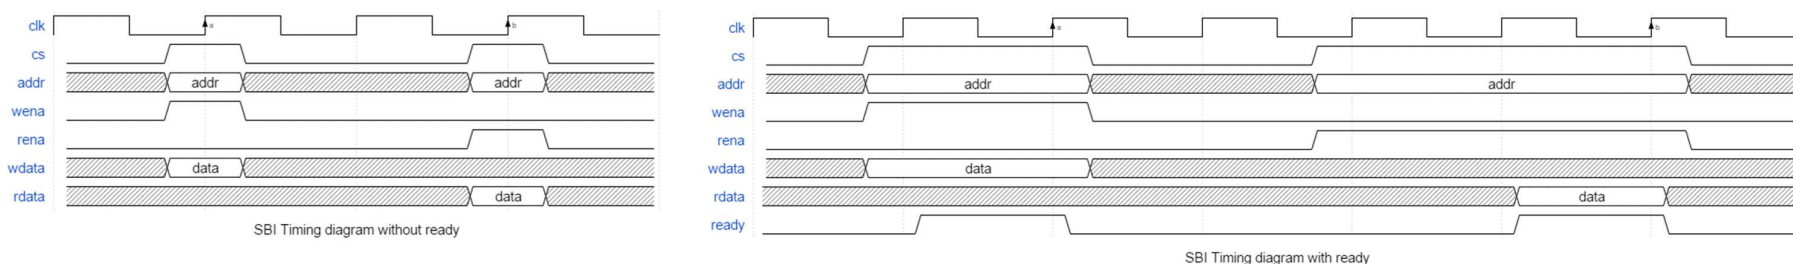 clk a b
cs
addr addr addr
wena
rena
wdata data
rdata data
SBI Timing diagram without ready
clk a b
cs
addr addr addr
wena
rena
wdata data
rdata data
ready
SBI Timing diagram with ready